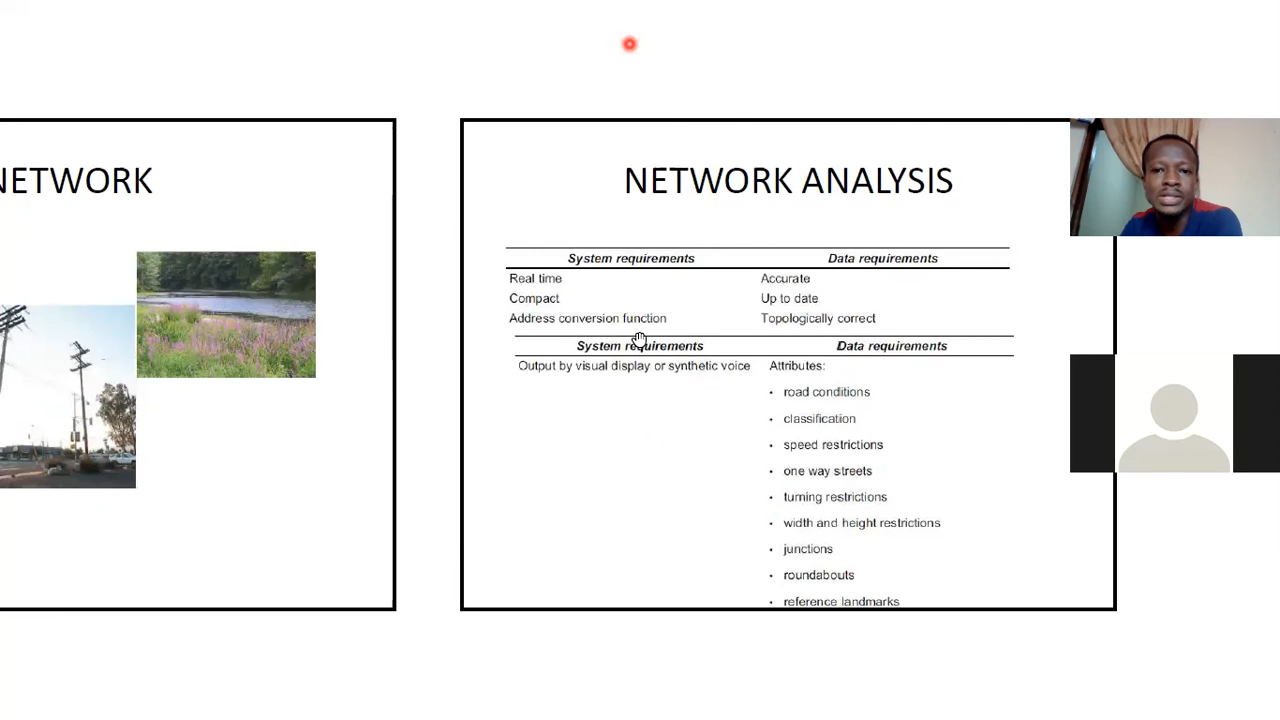 NETWORK
NETWORK ANALYSIS
System requirements Data requirements
Real time Accurate
Compact Up to date
Address conversion function Topologically correct
System requirements Data requirements
Output by visual display or synthetic voice Attributes:
• road conditions
• classification
• speed restrictions
• one way streets
• turning restrictions
• width and height restrictions
• junctions
• roundabouts
• reference landmarks